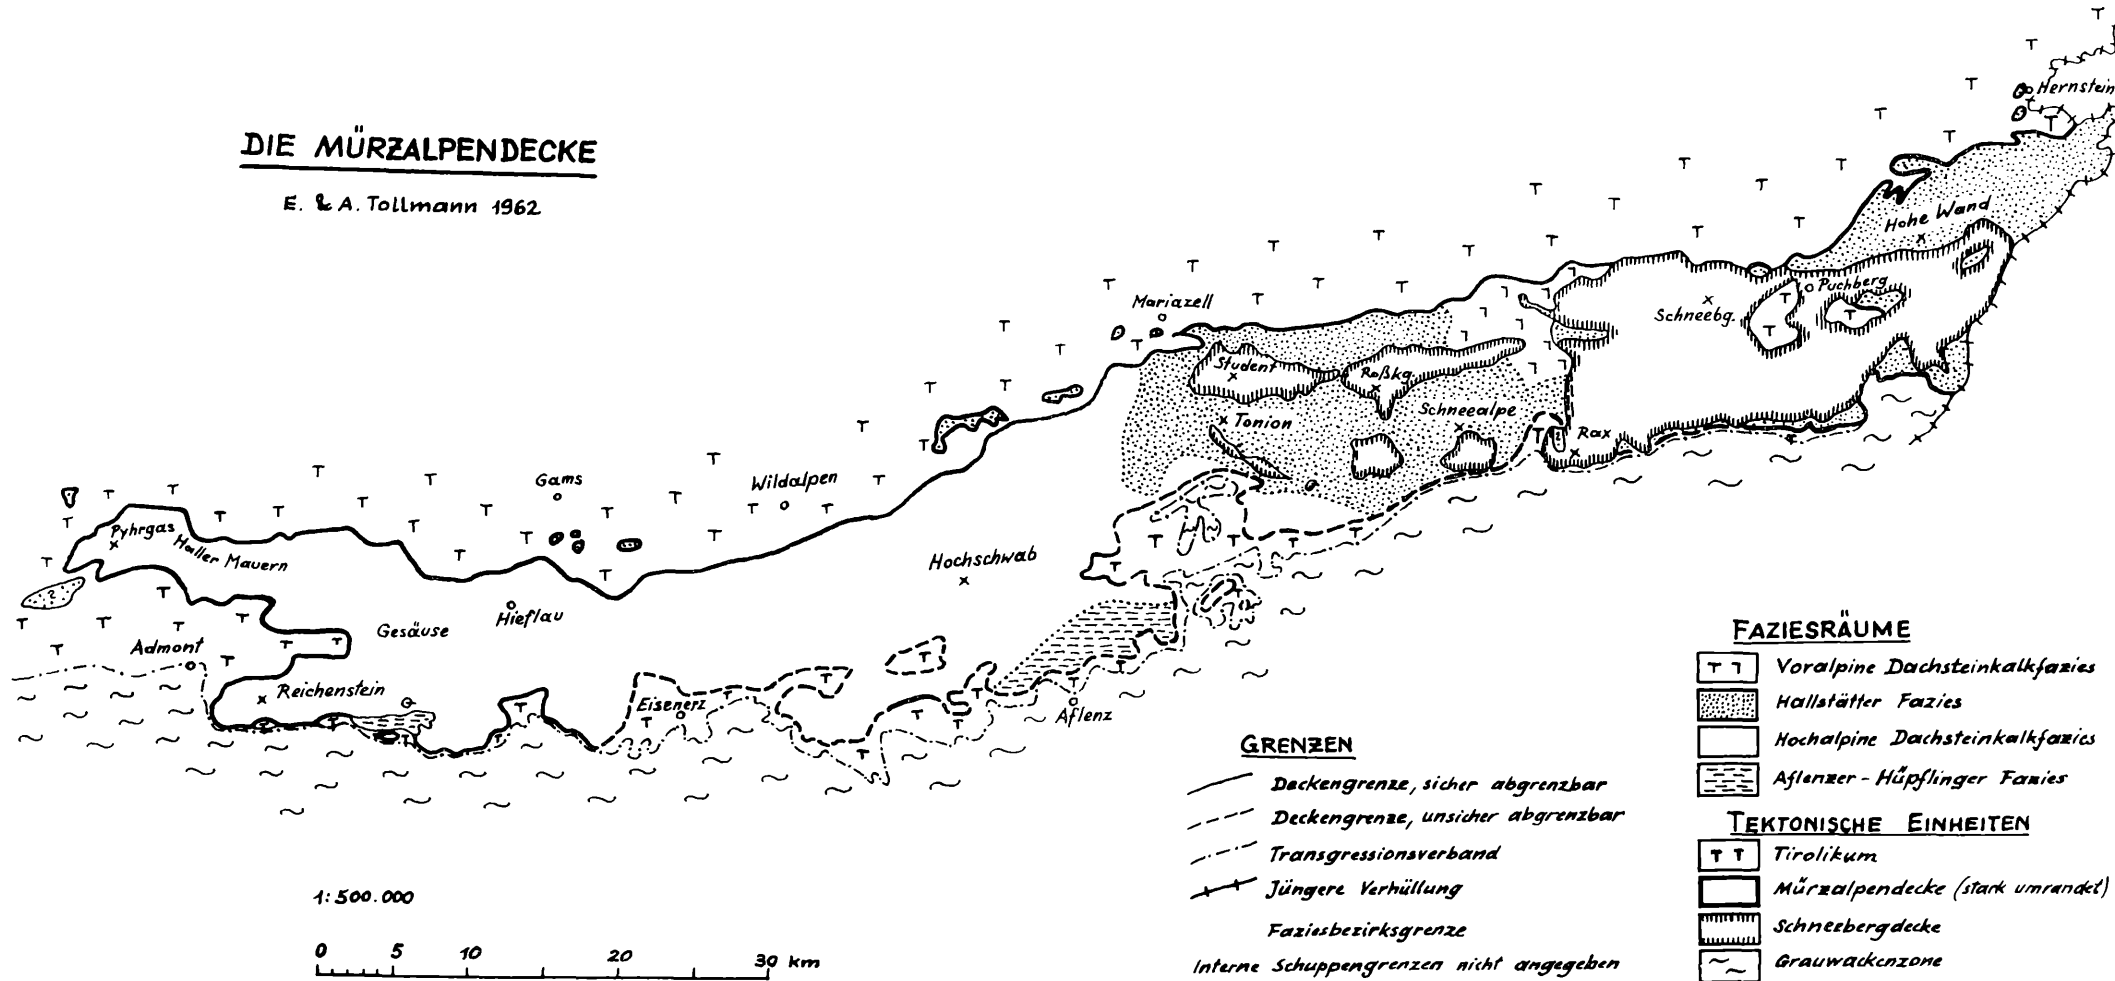 DIE MÜRZALPENDECKE
E. & A. Tollmann 1962
Hernstein
Hohe Wand
Puchberg
Schneebg.
Mariazell
Student
Roßkg.
Tonion
Schneealpe
Rax
Gams
Wildalpen
Pyhrgas
Haller Mauern
Hochschwab
Hieflau
Gesäuse
Admont
Reichenstein
Eisenerz
Aflenz
1:500.000
0 5 10 20 30 km
GRENZEN
Deckengrenze, sicher abgrenzbar
Deckengrenze, unsicher abgrenzbar
Transgressionsverband
Jüngere Verhüllung
Faziesbezirksgrenze
Interne Schuppengrenzen nicht angegeben
FAZIESRÄUME
Voralpine Dachsteinkalkfazies
Hallstätter Fazies
Hochalpine Dachsteinkalkfazies
Aflenzer-Hüpflinger Fazies
TEKTONISCHE EINHEITEN
T T Tirolikum
Mürzalpendecke (stark umrandet)
Schneebergdecke
Grauwackenzone